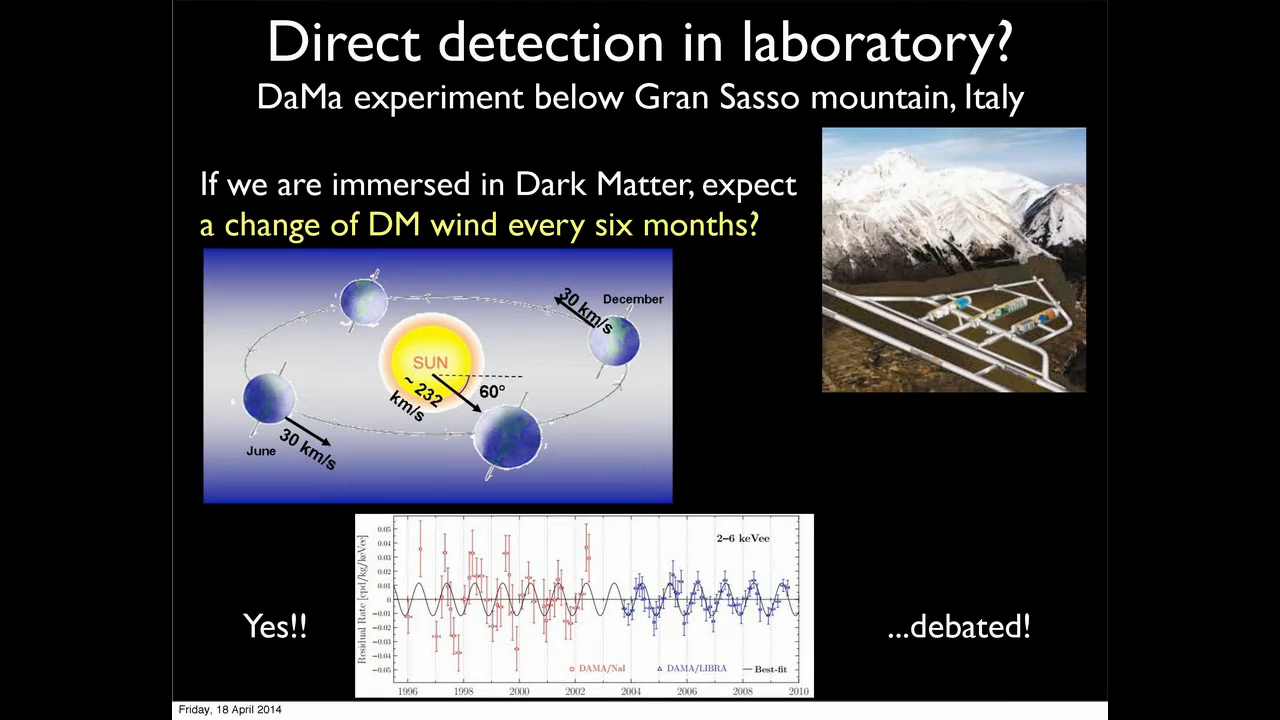 Direct detection in laboratory?
DaMa experiment below Gran Sasso mountain, Italy
If we are immersed in Dark Matter, expect
a change of DM wind every six months?
30 km/s
December
SUN
~ 232
km/s
60°
June
30 km/s
Yes!!
Residual Rate [cpd/kg/keVee]
0.05
0.04
0.03
0.02
0.01
0
−0.01
−0.02
−0.03
−0.04
−0.05
2–6 keVee
DAMA/NaI
DAMA/LIBRA
Best-fit
1996 1998 2000 2002 2004 2006 2008 2010
...debated!
Friday, 18 April 2014